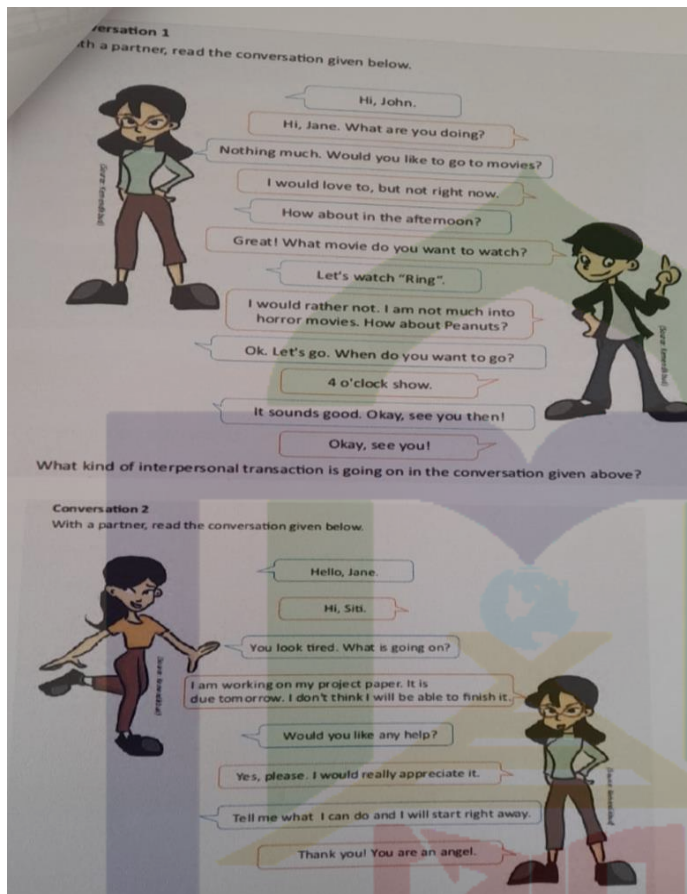 versation 1
th a partner, read the conversation given below.
Hi, John.
Hi, Jane. What are you doing?
Nothing much. Would you like to go to movies?
I would love to, but not right now.
How about in the afternoon?
Great! What movie do you want to watch?
Let's watch "Ring".
I would rather not. I am not much into
horror movies. How about Peanuts?
Ok. Let's go. When do you want to go?
4 o'clock show.
It sounds good. Okay, see you then!
Okay, see you!
What kind of interpersonal transaction is going on in the conversation given above?
Conversation 2
With a partner, read the conversation given below.
Hello, Jane.
Hi, Siti.
You look tired. What is going on?
I am working on my project paper. It is
due tomorrow. I don't think I will be able to finish it.
Would you like any help?
Yes, please. I would really appreciate it.
Tell me what I can do and I will start right away.
Thank you! You are an angel.